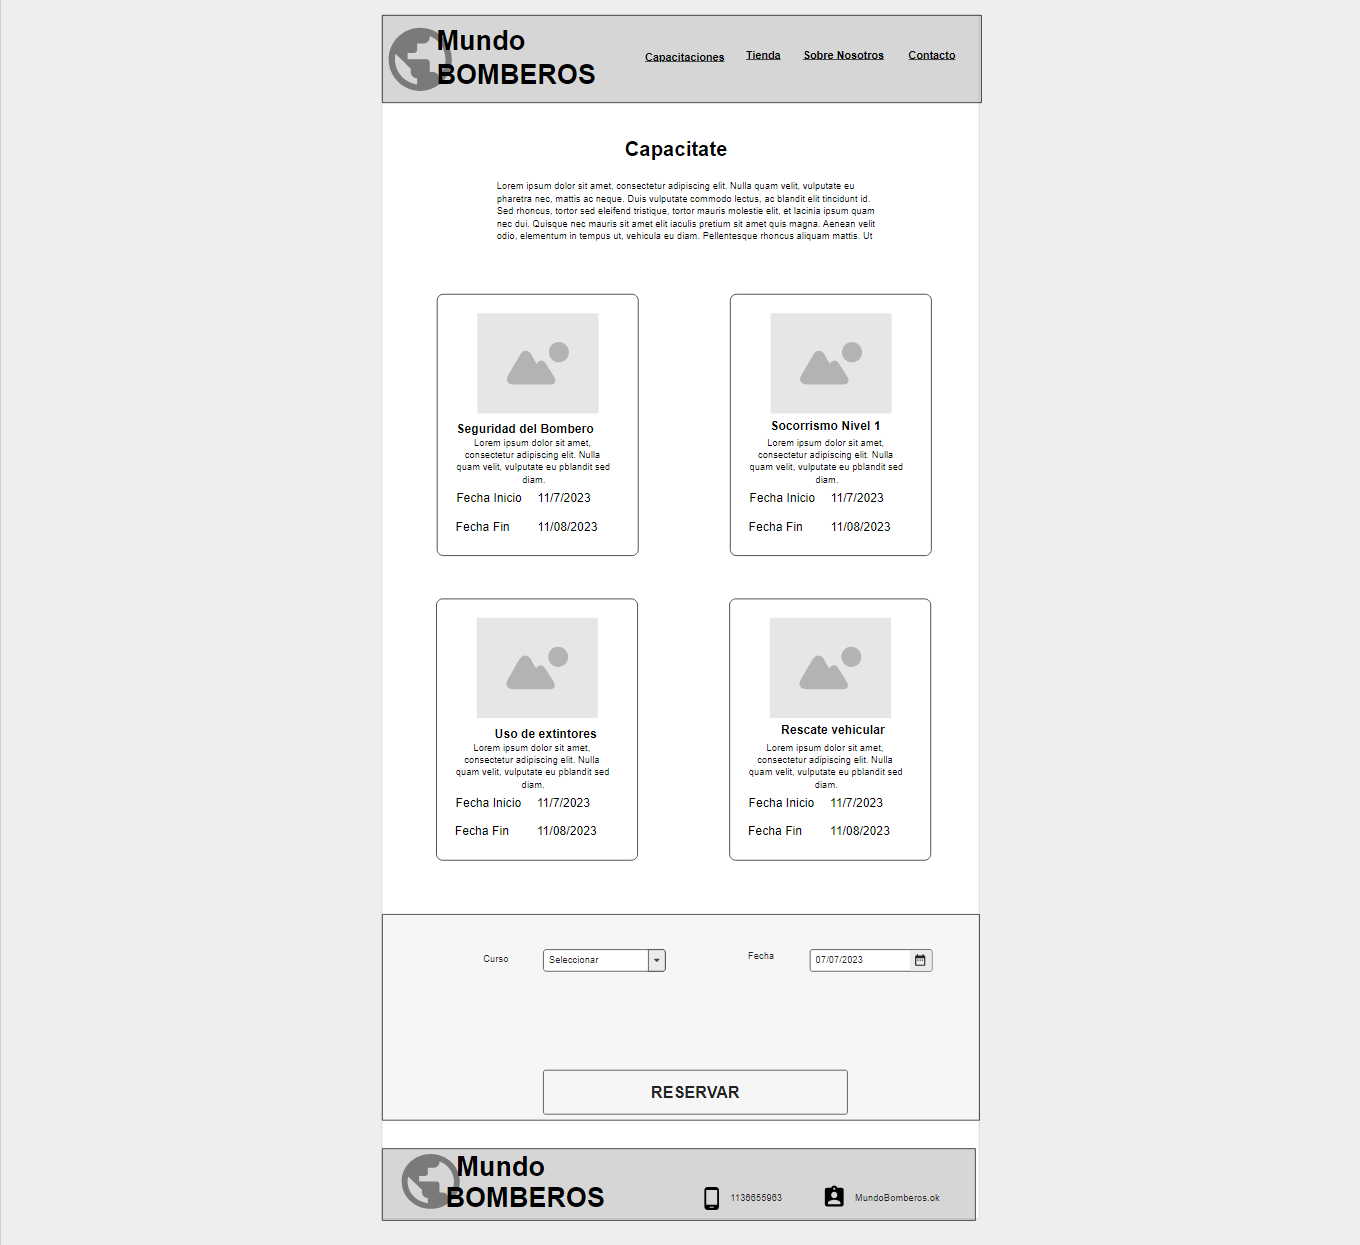 Mundo
BOMBEROS
Capacitaciones
Tienda
Sobre Nosotros
Contacto
Capacitate
Lorem ipsum dolor sit amet, consectetur adipiscing elit. Nulla quam velit, vulputate eu
pharetra nec, mattis ac neque. Duis vulputate commodo lectus, ac blandit elit tincidunt id.
Sed rhoncus, tortor sed eleifend tristique, tortor mauris molestie elit, et lacinia ipsum quam
nec dui. Quisque nec mauris sit amet elit iaculis pretium sit amet quis magna. Aenean velit
odio, elementum in tempus ut, vehicula eu diam. Pellentesque rhoncus aliquam mattis. Ut
Seguridad del Bombero
Lorem ipsum dolor sit amet,
consectetur adipiscing elit. Nulla
quam velit, vulputate eu pblandit sed
diam.
Fecha Inicio 11/7/2023
Fecha Fin 11/08/2023
Socorrismo Nivel 1
Lorem ipsum dolor sit amet,
consectetur adipiscing elit. Nulla
quam velit, vulputate eu pblandit sed
diam.
Fecha Inicio 11/7/2023
Fecha Fin 11/08/2023
Uso de extintores
Lorem ipsum dolor sit amet,
consectetur adipiscing elit. Nulla
quam velit, vulputate eu pblandit sed
diam.
Fecha Inicio 11/7/2023
Fecha Fin 11/08/2023
Rescate vehicular
Lorem ipsum dolor sit amet,
consectetur adipiscing elit. Nulla
quam velit, vulputate eu pblandit sed
diam.
Fecha Inicio 11/7/2023
Fecha Fin 11/08/2023
Curso
Seleccionar
Fecha
07/07/2023
RESERVAR
Mundo
BOMBEROS
1136655963
MundoBomberos.ok